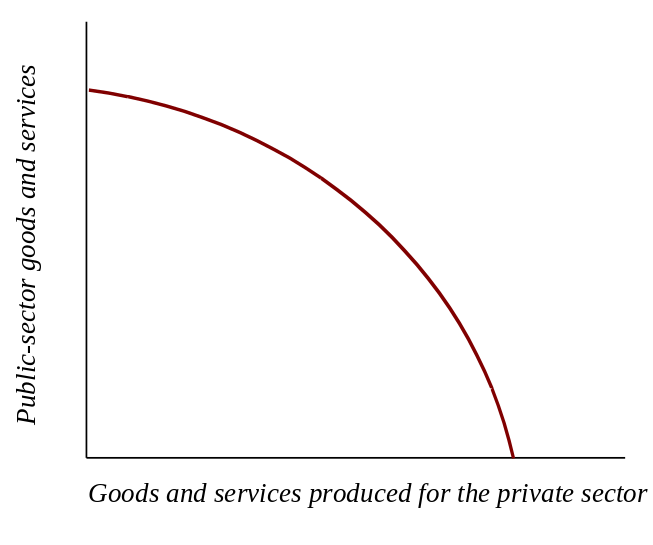 Public-sector goods and services
Goods and services produced for the private sector